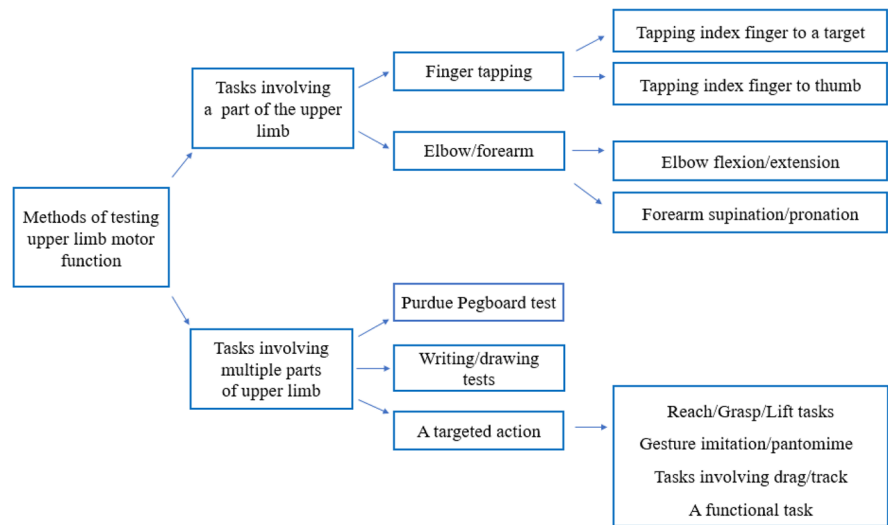 Methods of testing
upper limb motor
function
Tasks involving
a part of the upper
limb
Finger tapping
Tapping index finger to a target
Tapping index finger to thumb
Elbow/forearm
Elbow flexion/extension
Forearm supination/pronation
Tasks involving
multiple parts
of upper limb
Purdue Pegboard test
Writing/drawing
tests
A targeted action
Reach/Grasp/Lift tasks
Gesture imitation/pantomime
Tasks involving drag/track
A functional task